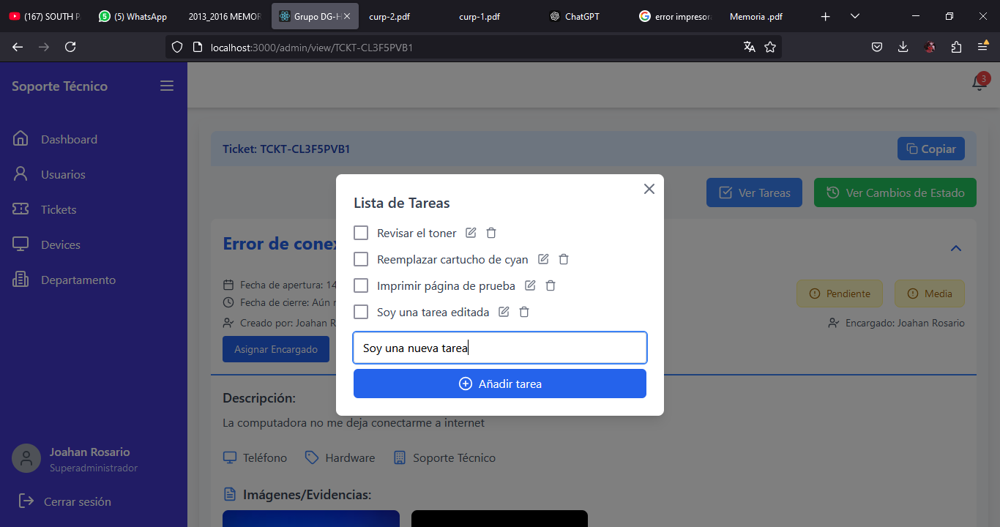 (167) SOUTH P
(5) WhatsApp
2013_2016 MEMOR
Grupo DG-H
curp-2.pdf
curp-1.pdf
ChatGPT
error impresora
Memoria .pdf
localhost:3000/admin/view/TCKT-CL3F5PVB1
Soporte Técnico
3
Dashboard
Usuarios
Tickets
Devices
Departamento
Joahan Rosario
Superadministrador
Cerrar sesión
Ticket: TCKT-CL3F5PVB1
Copiar
Ver Tareas
Ver Cambios de Estado
Error de conex
Fecha de apertura: 14
Fecha de cierre: Aún n
Creado por: Joahan R
Asignar Encargado
Pendiente
Media
Encargado: Joahan Rosario
Lista de Tareas
Revisar el toner
Reemplazar cartucho de cyan
Imprimir página de prueba
Soy una tarea editada
Soy una nueva tarea
Añadir tarea
Descripción:
La computadora no me deja conectarme a internet
Teléfono
Hardware
Soporte Técnico
Imágenes/Evidencias: